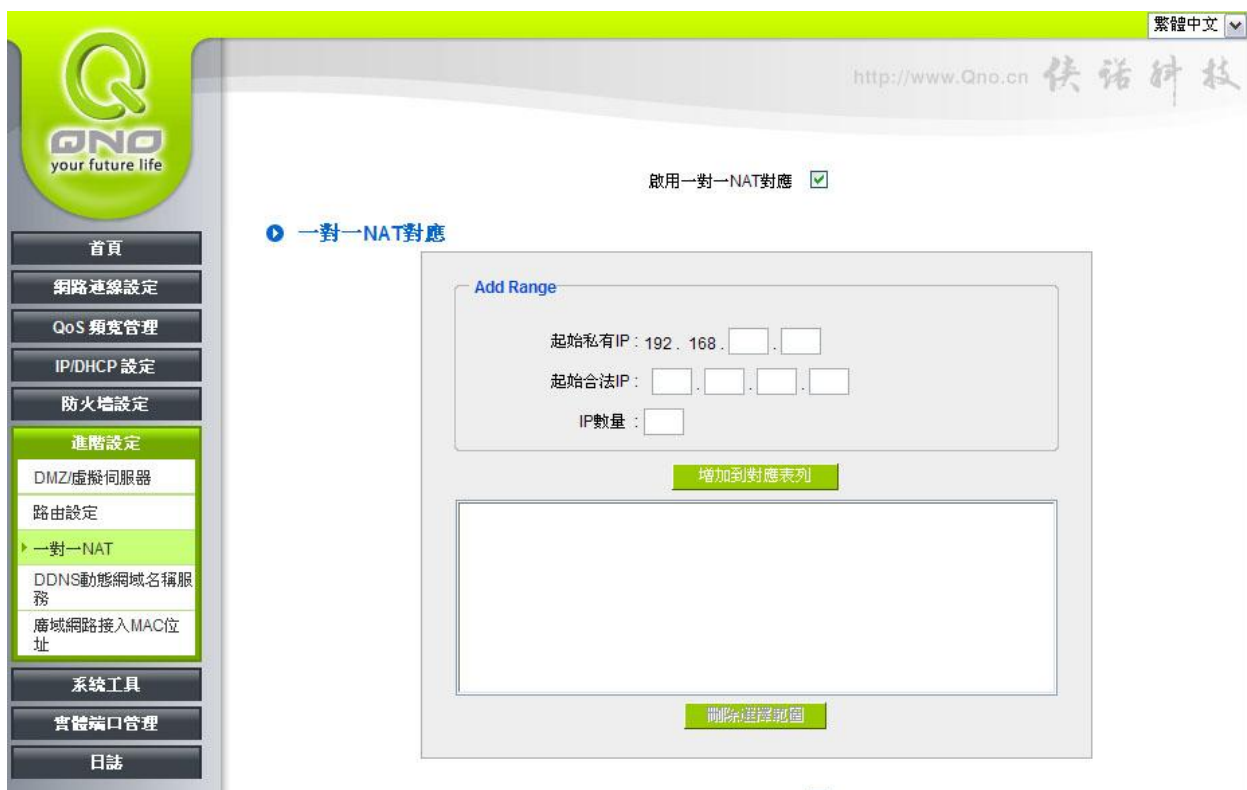 繁體中文
http://www.Qno.cn 俠諾科技
QNO
your future life
啟用一對一NAT對應
一對一NAT對應
首頁
網路連線設定
QoS 頻寬管理
IP/DHCP 設定
防火墻設定
進階設定
DMZ/虛擬伺服器
路由設定
一對一NAT
DDNS動態網域名稱服
務
廣域網路接入MAC位
址
系統工具
實體端口管理
日誌
Add Range
起始私有IP : 192 . 168 . .
起始合法IP : . . .
IP數量 :
增加到對應表列
刪除選擇範圍